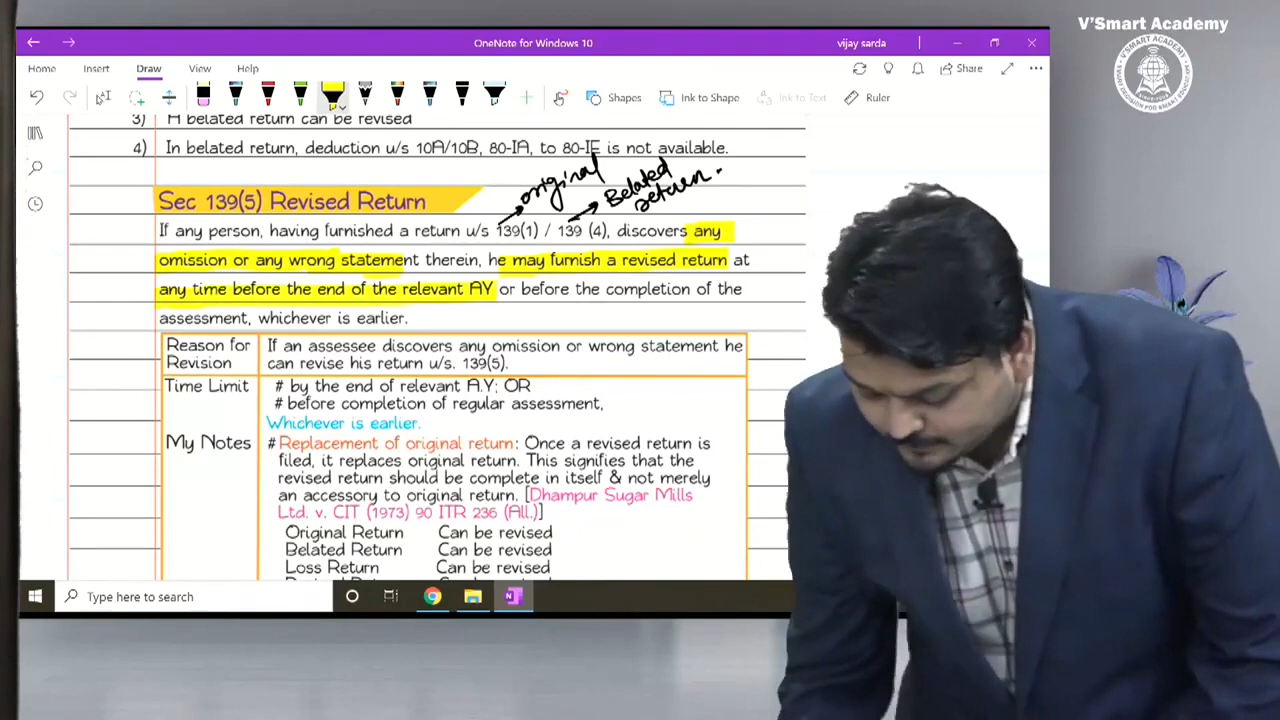 V'Smart Academy
OneNote for Windows 10
vijay sarda
Home Insert Draw View Help
Share
Shapes Ink to Shape Ink to Text Ruler
3) A belated return can be revised
4) In belated return, deduction u/s 10A/10B, 80-IA, to 80-IE is not available.
original
Belated
return.
Sec 139(5) Revised Return
If any person, having furnished a return u/s 139(1) / 139 (4), discovers any
omission or any wrong statement therein, he may furnish a revised return at
any time before the end of the relevant AY or before the completion of the
assessment, whichever is earlier.
Reason for
Revision
If an assessee discovers any omission or wrong statement he
can revise his return u/s. 139(5).
Time Limit
# by the end of relevant A.Y; OR
# before completion of regular assessment,
Whichever is earlier.
My Notes
# Replacement of original return: Once a revised return is
filed, it replaces original return. This signifies that the
revised return should be complete in itself & not merely
an accessory to original return. [Dhampur Sugar Mills
Ltd. v. CIT (1973) 90 ITR 236 (All.)]
Original Return Can be revised
Belated Return Can be revised
Loss Return Can be revised
Type here to search